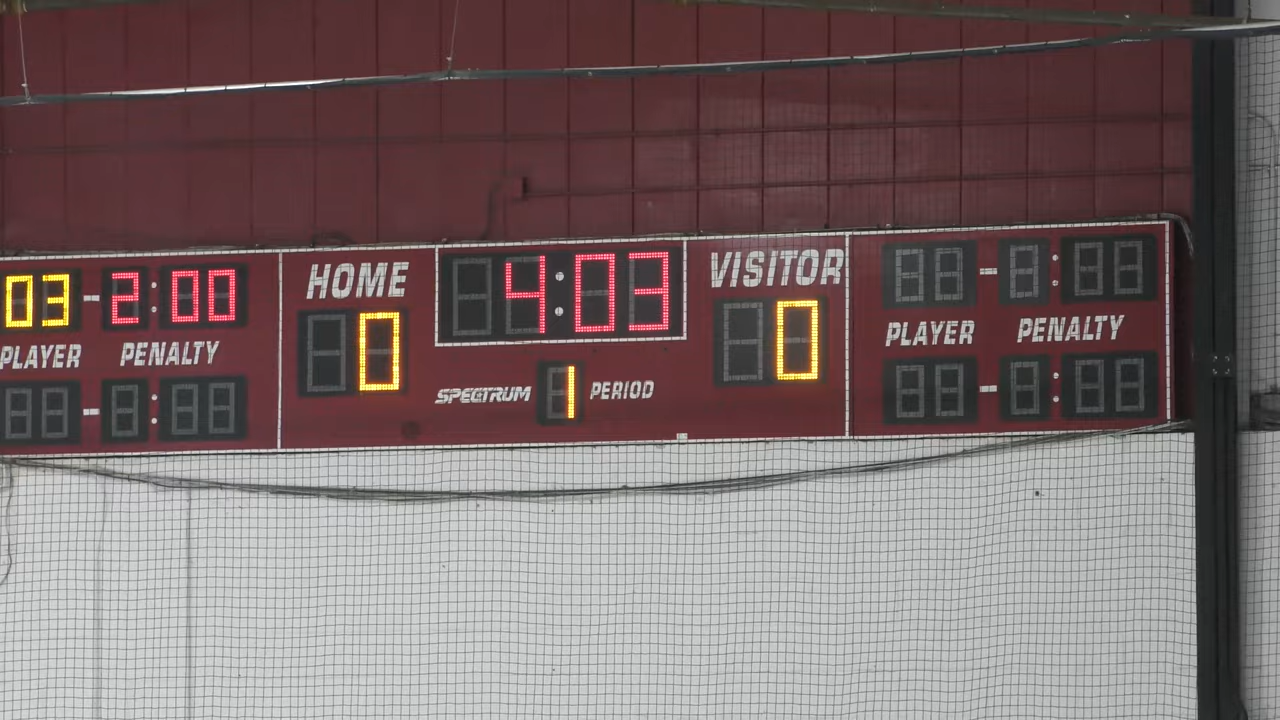 HOME 4:03 VISITOR
03-2:00
0 0
PLAYER PENALTY
PLAYER PENALTY
SPECTRUM 1 PERIOD